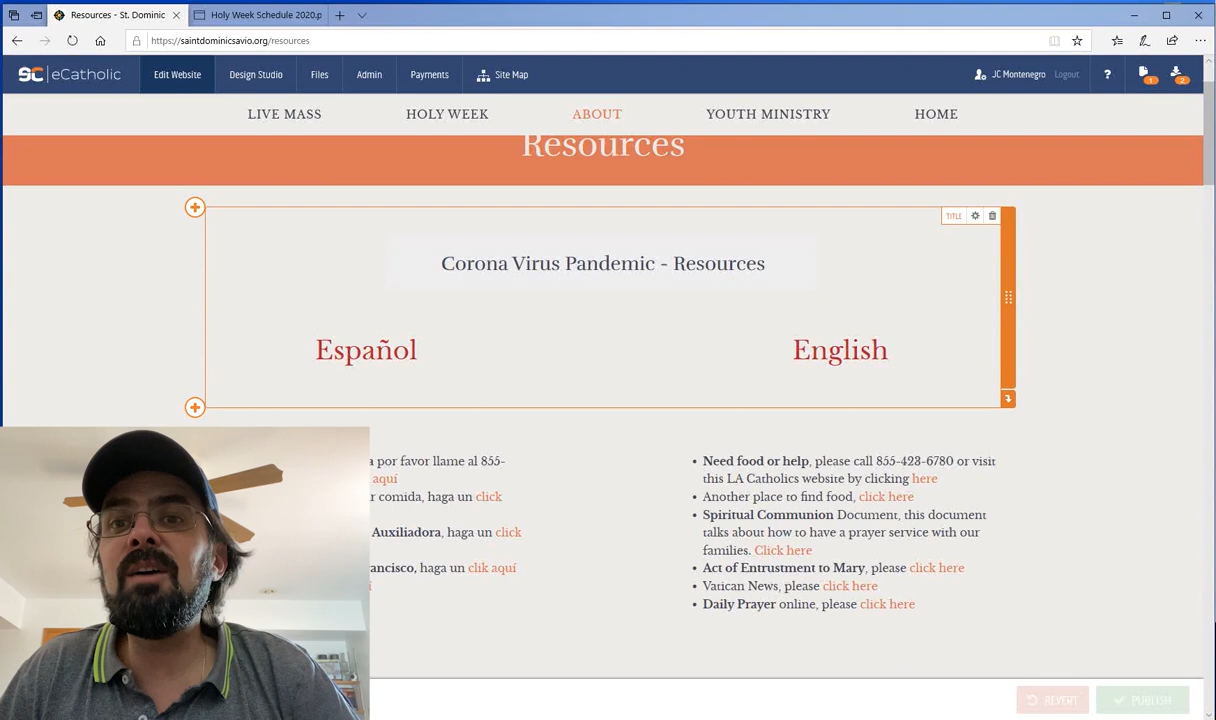 Resources - St. Dominic
Holy Week Schedule 2020.p
https://saintdominicsavio.org/resources
eCatholic
Edit Website
Design Studio
Files
Admin
Payments
Site Map
JC Montenegro
Logout
?
1
2
LIVE MASS
HOLY WEEK
ABOUT
YOUTH MINISTRY
HOME
Resources
TITLE
Corona Virus Pandemic - Resources
Español
English
por favor llame al 855-
aquí
r comida, haga un click
Auxiliadora, haga un click
ancisco, haga un clik aquí
• Need food or help, please call 855-423-6780 or visit
this LA Catholics website by clicking here
• Another place to find food, click here
• Spiritual Communion Document, this document
talks about how to have a prayer service with our
families. Click here
• Act of Entrustment to Mary, please click here
• Vatican News, please click here
• Daily Prayer online, please click here
REVERT
PUBLISH